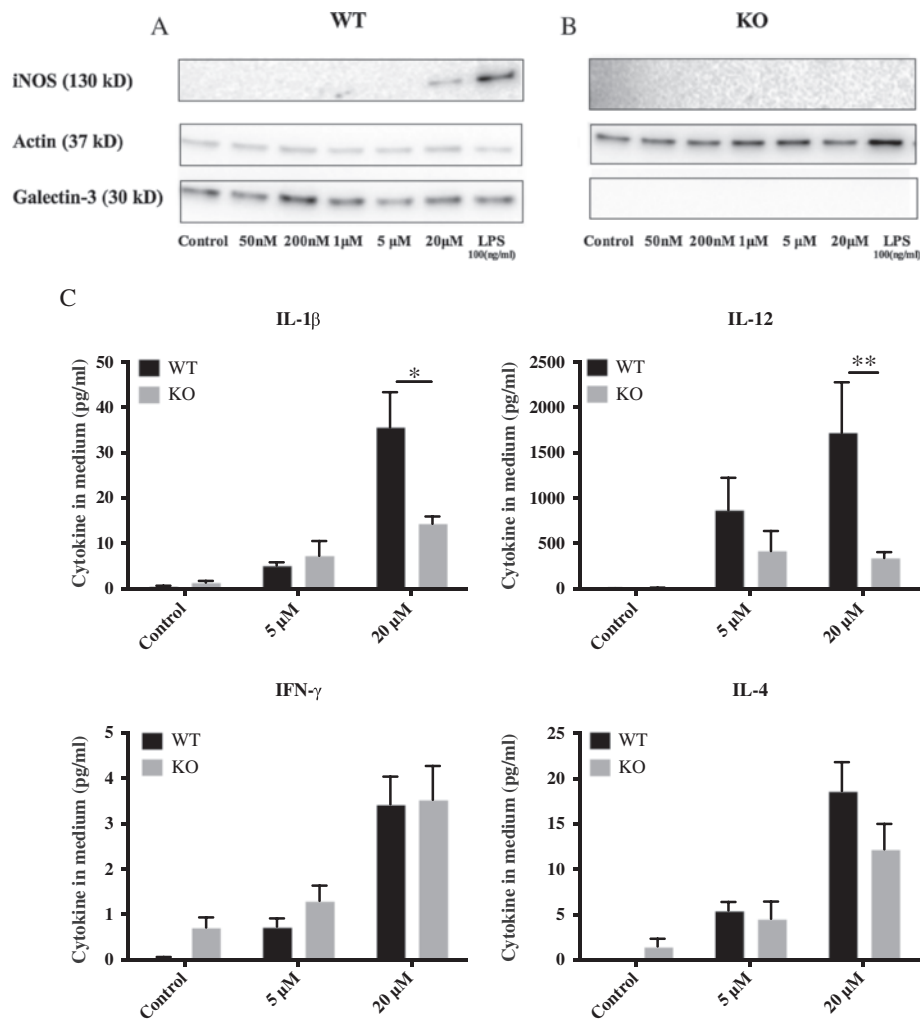 A WT B KO
iNOS (130 kD)
Actin (37 kD)
Galectin-3 (30 kD)
Control 50nM 200nM 1μM 5 μM 20μM LPS
100(ng/ml)
Control 50nM 200nM 1μM 5 μM 20μM LPS
100(ng/ml)
C
IL-1β
Cytokine in medium (pg/ml)
50
40
30
20
10
0
WT
KO
*
Control 5 μM 20 μM
IL-12
Cytokine in medium (pg/ml)
2500
2000
1500
1000
500
0
WT
KO
**
Control 5 μM 20 μM
IFN-γ
Cytokine in medium (pg/ml)
5
4
3
2
1
0
WT
KO
Control 5 μM 20 μM
IL-4
Cytokine in medium (pg/ml)
25
20
15
10
5
0
WT
KO
Control 5 μM 20 μM